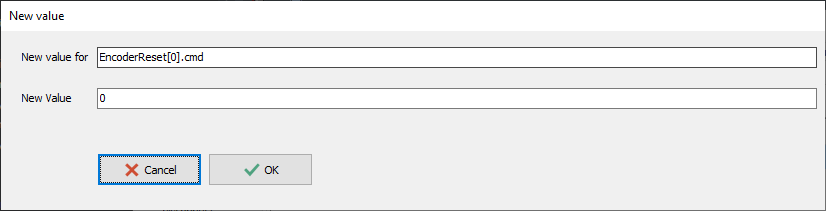 New value
New value for EncoderReset[0].cmd
New Value 0
Cancel OK